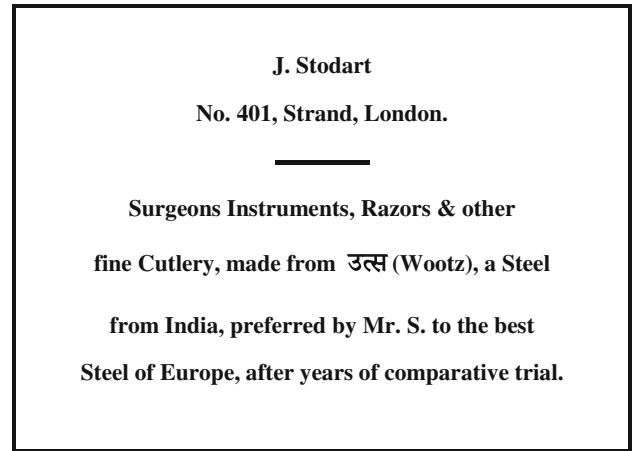 J. Stodart
No. 401, Strand, London.
Surgeons Instruments, Razors & other
fine Cutlery, made from उत्स (Wootz), a Steel
from India, preferred by Mr. S. to the best
Steel of Europe, after years of comparative trial.